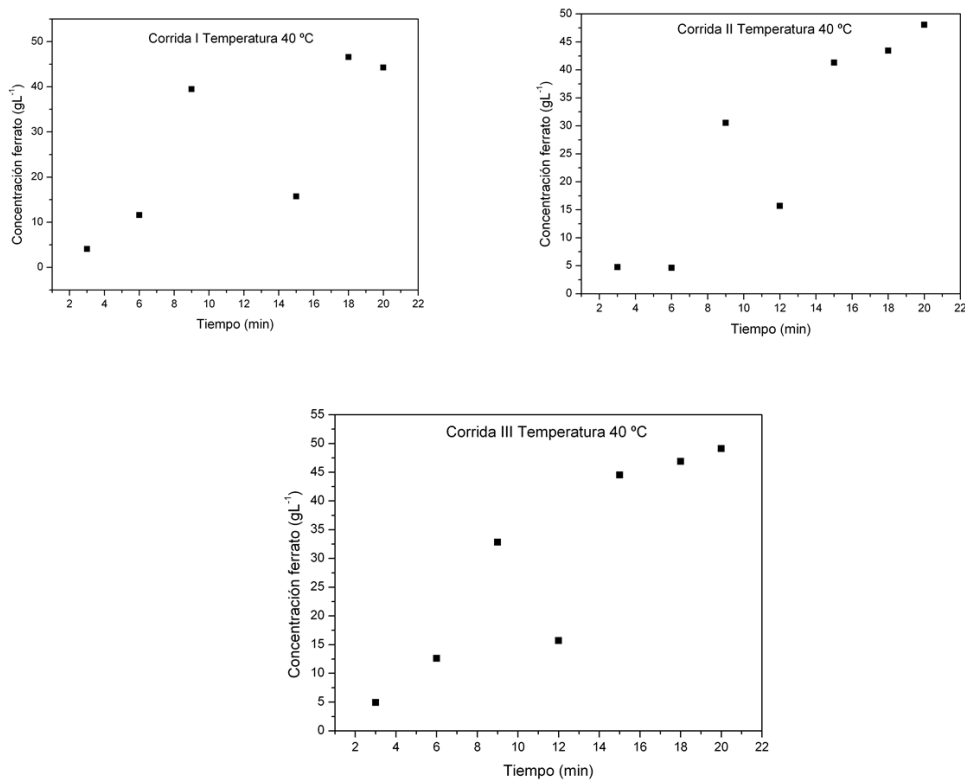 Corrida I Temperatura 40 ºC
Concentración ferrato (gL⁻¹)
50
40
30
20
10
0
2 4 6 8 10 12 14 16 18 20 22
Tiempo (min)
Corrida II Temperatura 40 ºC
Concentración ferrato (gL⁻¹)
50
45
40
35
30
25
20
15
10
5
0
2 4 6 8 10 12 14 16 18 20 22
Tiempo (min)
Corrida III Temperatura 40 ºC
Concentración ferrato (gL⁻¹)
55
50
45
40
35
30
25
20
15
10
5
0
2 4 6 8 10 12 14 16 18 20 22
Tiempo (min)